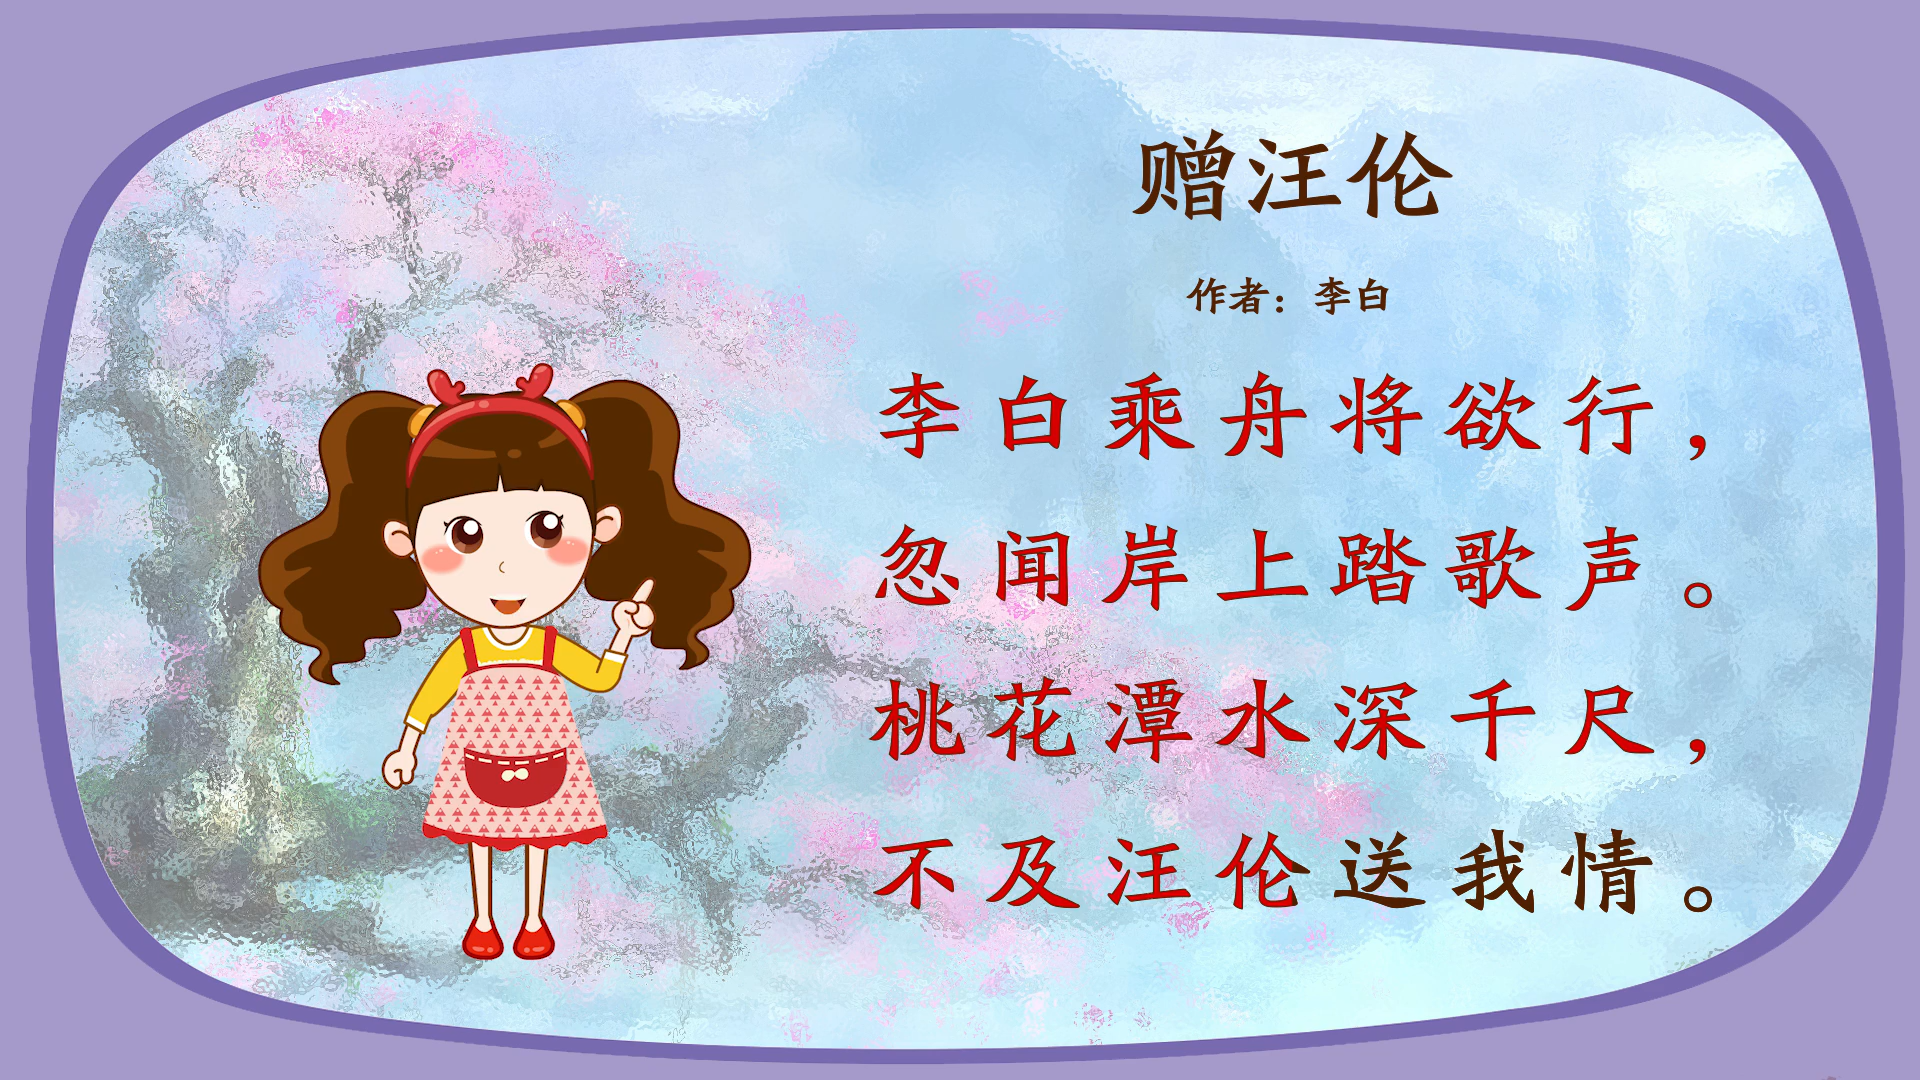 赠汪伦
作者：李白
李白乘舟将欲行，
忽闻岸上踏歌声。
桃花潭水深千尺，
不及汪伦送我情。